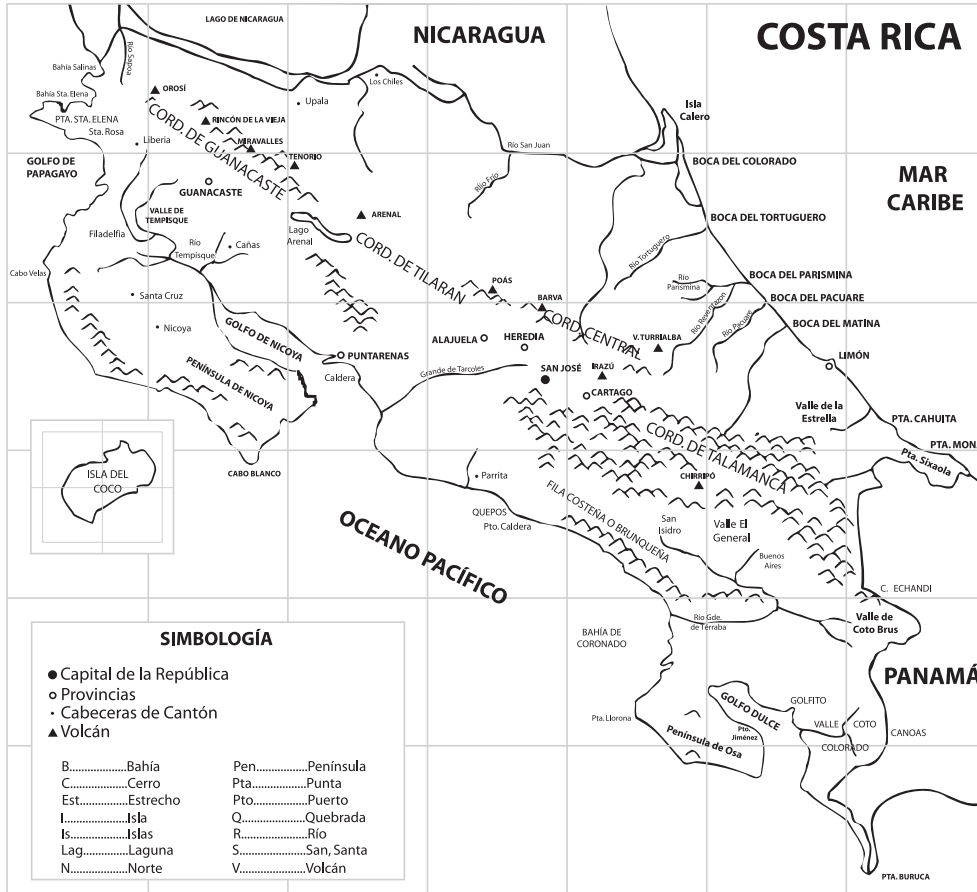 COSTA RICA
NICARAGUA
LAGO DE NICARAGUA
Río Sapoa
Bahía Salinas
Bahía Sta. Elena
PTA. STA. ELENA
Sta. Rosa
OROSÍ
Los Chiles
Upala
RINCÓN DE LA VIEJA
CORD. DE GUANACASTE
MIRAVALLES
TENORIO
Liberia
Isla
Calero
Río San Juan
BOCA DEL COLORADO
GOLFO DE
PAPAGAYO
MAR
CARIBE
GUANACASTE
Río Frío
VALLE DE
TEMPISQUE
ARENAL
BOCA DEL TORTUGUERO
Filadelfia
Río
Tempisque
Cañas
Lago
Arenal
CORD. DE TILARAN
Río Tortuguero
Cabo Velas
Río
Parismina
BOCA DEL PARISMINA
POÁS
Santa Cruz
BARVA
Río Reventazon
BOCA DEL PACUARE
CORD. CENTRAL
Río Pacuare
BOCA DEL MATINA
Nicoya
GOLFO DE NICOYA
ALAJUELA
HEREDIA
V. TURRIALBA
PUNTARENAS
LIMÓN
PENÍNSULA DE NICOYA
Caldera
Grande de Tarcoles
SAN JOSÉ
IRAZÚ
CARTAGO
Valle de la
Estrella
PTA. CAHUITA
CORD. DE TALAMANCA
PTA. MON
Pta. Sixaola
CABO BLANCO
ISLA DEL
COCO
Parrita
CHIRRIPÓ
FILA COSTEÑA O BRUNQUEÑA
QUEPOS
Pto. Caldera
San
Isidro
Valle El
General
OCEANO PACÍFICO
Buenos
Aires
C. ECHANDI
Río Gde.
de Térraba
Valle de
Coto Brus
BAHÍA DE
CORONADO
PANAMÁ
GOLFO DULCE
GOLFITO
Pta. Llorona
Pto.
Jiménez
VALLE
COTO
COLORADO
CANOAS
Península de Osa
PTA. BURUCA
SIMBOLOGÍA
Capital de la República
Provincias
Cabeceras de Cantón
Volcán
B...............Bahía
C...............Cerro
Est.............Estrecho
I................Isla
Is...............Islas
Lag............Laguna
N...............Norte
Pen............Península
Pta.............Punta
Pto.............Puerto
Q...............Quebrada
R................Río
S................San, Santa
V................Volcán